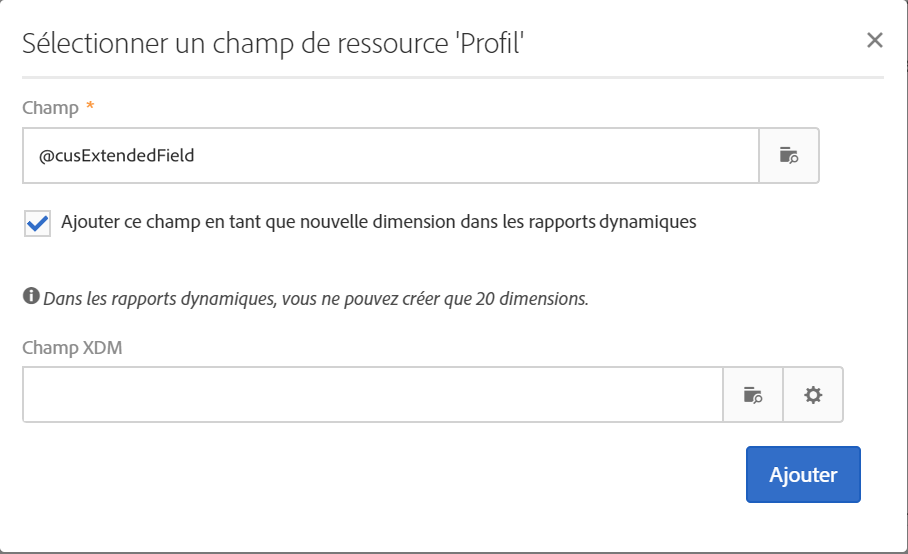 Sélectionner un champ de ressource 'Profil'
Champ *
@cusExtendedField
Ajouter ce champ en tant que nouvelle dimension dans les rapports dynamiques
Dans les rapports dynamiques, vous ne pouvez créer que 20 dimensions.
Champ XDM
Ajouter